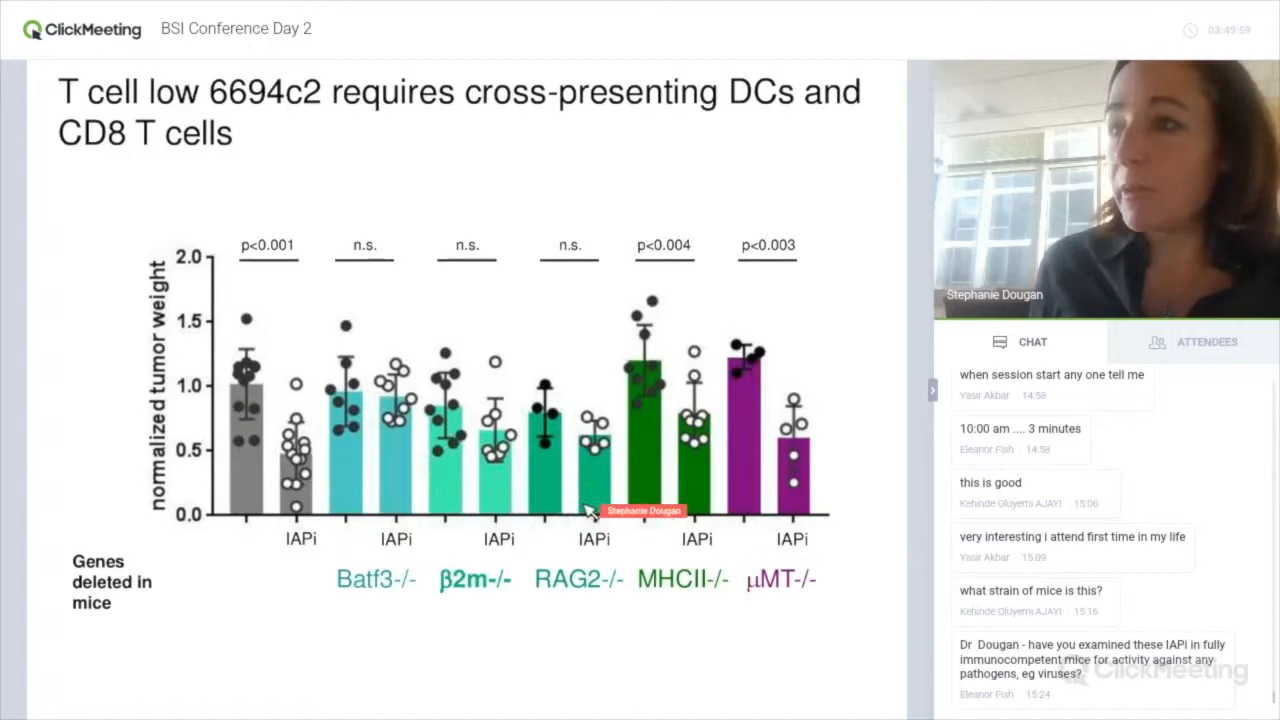 ClickMeeting
BSI Conference Day 2
03:49:59
T cell low 6694c2 requires cross-presenting DCs and
CD8 T cells
p<0.001
n.s.
n.s.
n.s.
p<0.004
p<0.003
normalized tumor weight
2.0
1.5
1.0
0.5
0.0
Stephanie Dougan
IAPi
IAPi
IAPi
IAPi
IAPi
IAPi
Genes
deleted in
mice
Batf3-/-
β2m-/-
RAG2-/-
MHCII-/-
μMT-/-
Stephanie Dougan
CHAT
ATTENDEES
when session start any one tell me
Yasir Akbar 14:58
10:00 am .... 3 minutes
Eleanor Fish 14:58
this is good
Kehinde Oluyemi AJAYI 15:06
very interesting i attend first time in my life
Yasir Akbar 15:09
what strain of mice is this?
Kehinde Oluyemi AJAYI 15:16
Dr Dougan - have you examined these IAPi in fully
immunocompetent mice for activity against any
pathogens, eg viruses?
Eleanor Fish 15:24
ClickMeeting